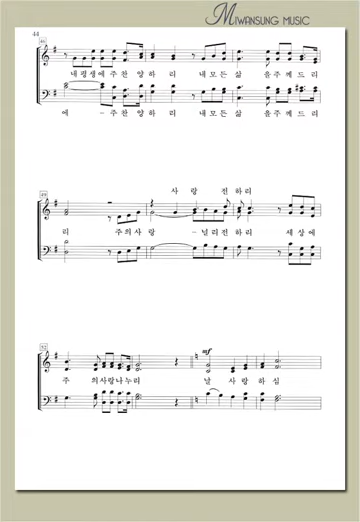 MIWANSUNG MUSIC
44
46
내평생에주찬양하리 내모든삶 을주께드리
에 - 주찬양하리 내모든삶 을주께드리
49
사랑 전하리
리 주의사랑 -널리전하리 세상에
52
mf
주 의사랑나누리 날사랑하심